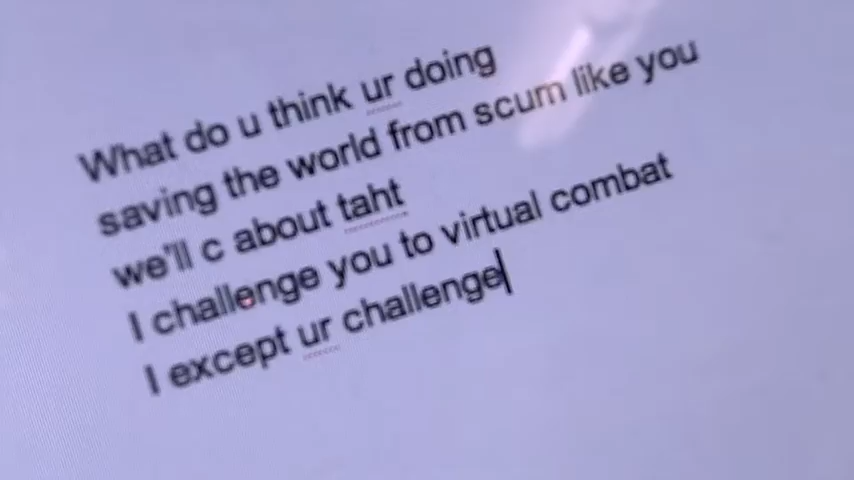 What do u think ur doing
saving the world from scum like you
we'll c about taht
I challenge you to virtual combat
I except ur challenge